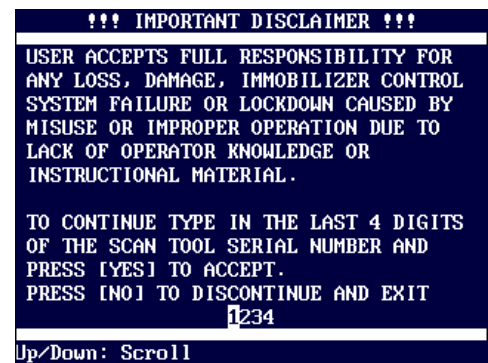 !!! IMPORTANT DISCLAIMER !!!
USER ACCEPTS FULL RESPONSIBILITY FOR
ANY LOSS, DAMAGE, IMMOBILIZER CONTROL
SYSTEM FAILURE OR LOCKDOWN CAUSED BY
MISUSE OR IMPROPER OPERATION DUE TO
LACK OF OPERATOR KNOWLEDGE OR
INSTRUCTIONAL MATERIAL.
TO CONTINUE TYPE IN THE LAST 4 DIGITS
OF THE SCAN TOOL SERIAL NUMBER AND
PRESS [YES] TO ACCEPT.
PRESS [NO] TO DISCONTINUE AND EXIT
1234
Up/Down: Scroll